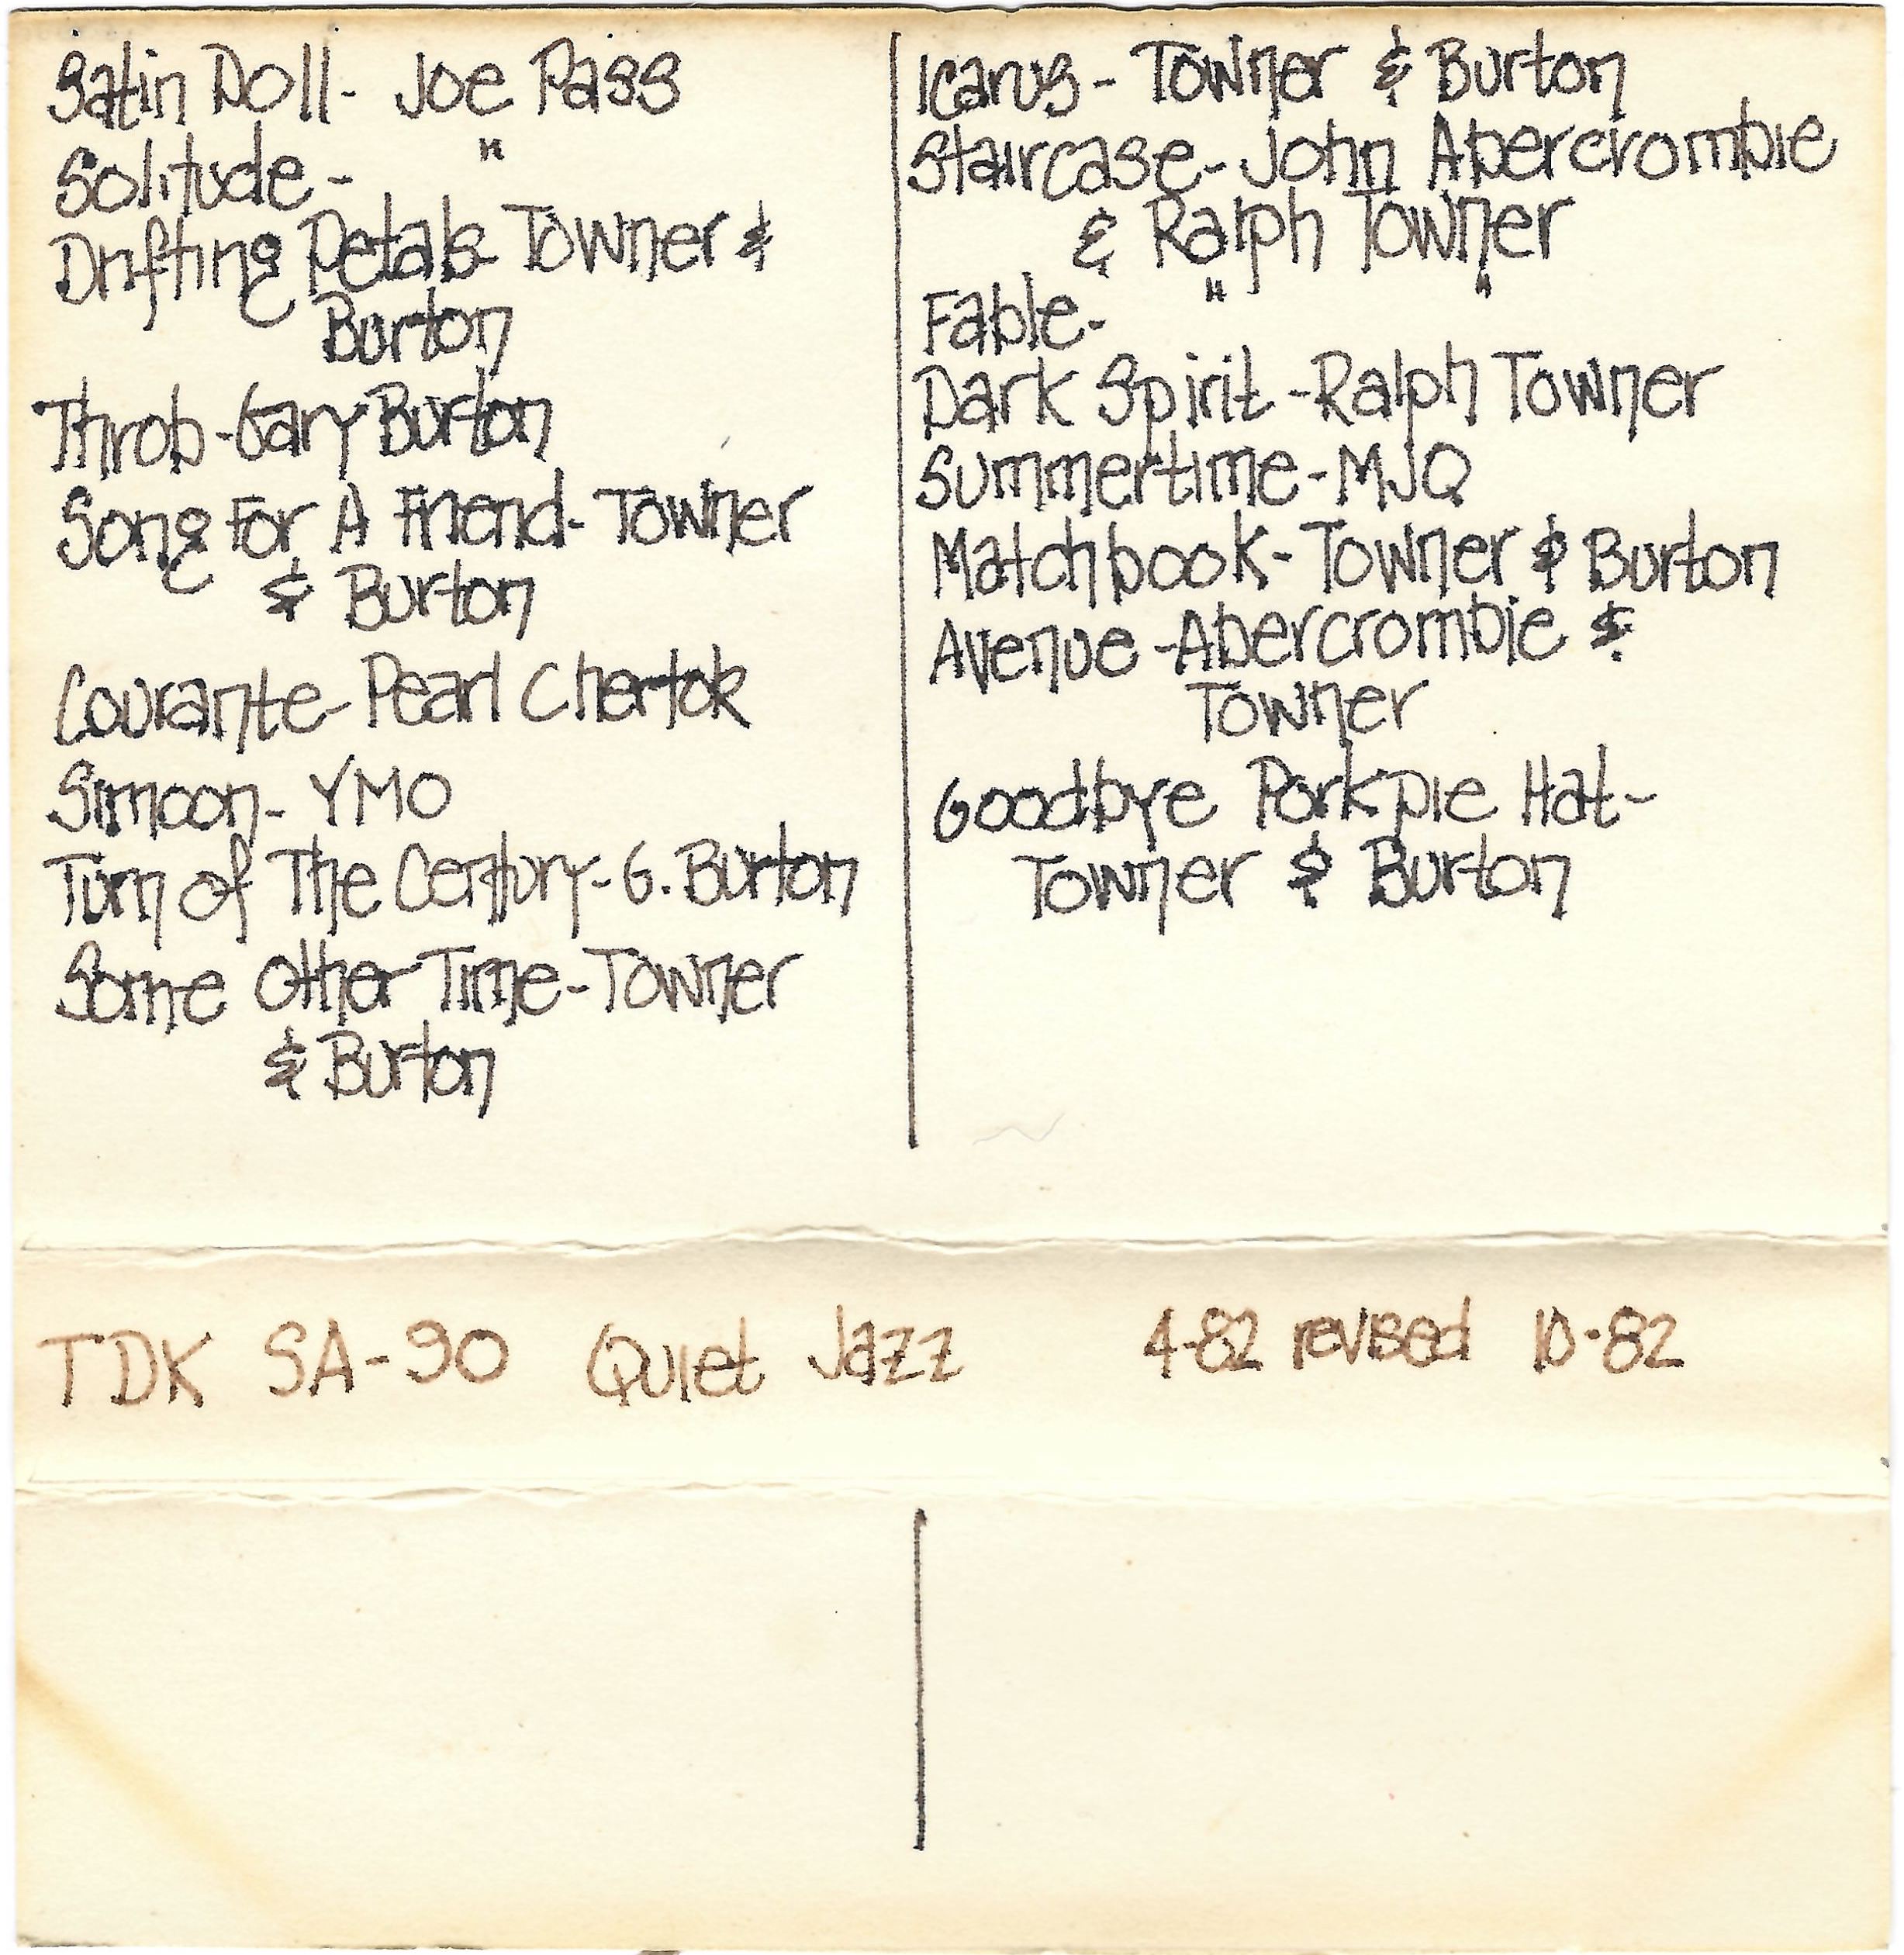 Satin Doll- Joe Pass
Solitude- "
Drifting Petals- Towner &
Burton
Throb-Gary Burton
Song For A Friend- Towner
& Burton
Courante- Pearl Chertok
Simoon- YMO
Turn of The Century-G. Burton
Some Other Time-Towner
& Burton
Icarus- Towner & Burton
Staircase-John Abercrombie
& Ralph Towner
Fable- " "
Dark Spirit-Ralph Towner
Summertime-MJQ
Matchbook-Towner & Burton
Avenue-Abercrombie &
Towner
Goodbye Porkpie Hat-
Towner & Burton
TDK SA-90 Quiet Jazz 4-82 revised 10-82